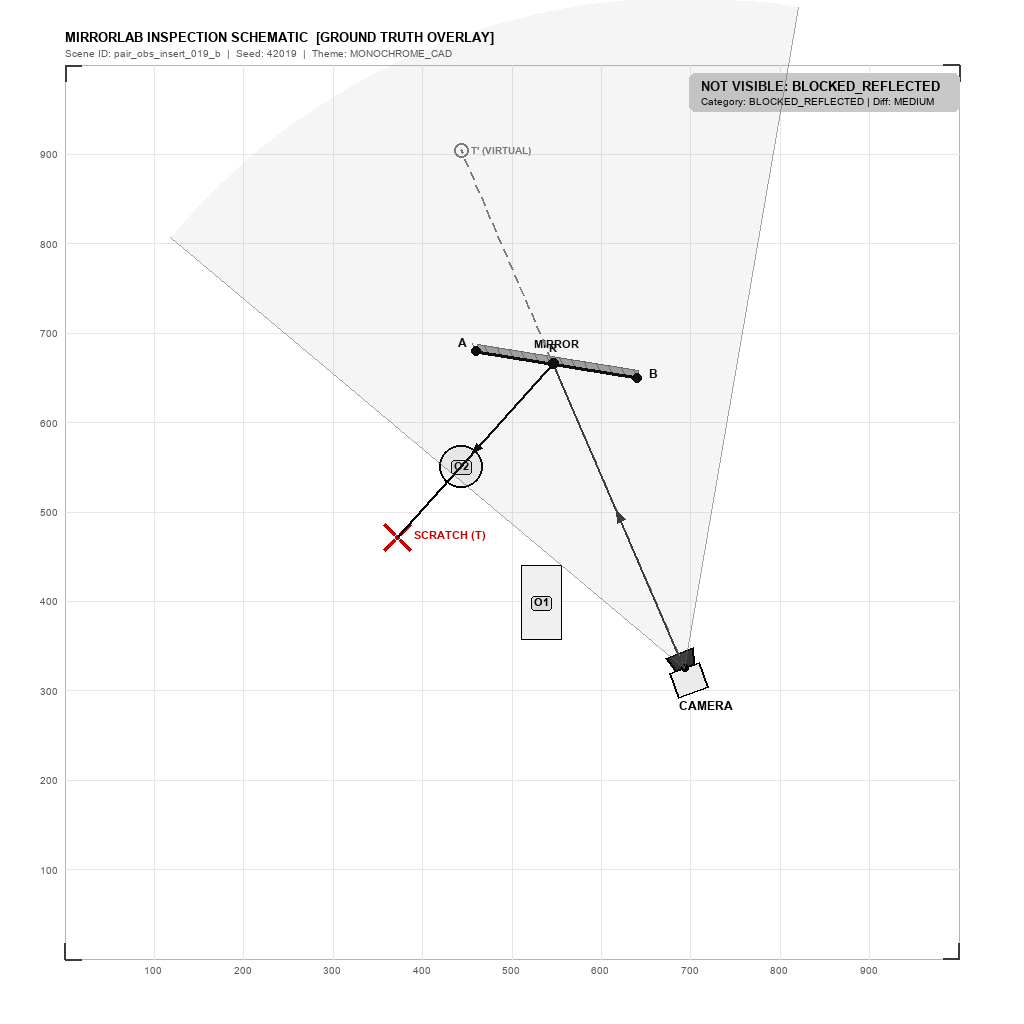 MIRRORLAB INSPECTION SCHEMATIC [GROUND TRUTH OVERLAY]
Scene ID: pair_obs_insert_019_b | Seed: 42019 | Theme: MONOCHROME_CAD
NOT VISIBLE: BLOCKED_REFLECTED
Category: BLOCKED_REFLECTED | Diff: MEDIUM
T' (VIRTUAL)
A
MIRROR
R
B
O2
SCRATCH (T)
O1
CAMERA
900
800
700
600
500
400
300
200
100
100 200 300 400 500 600 700 800 900